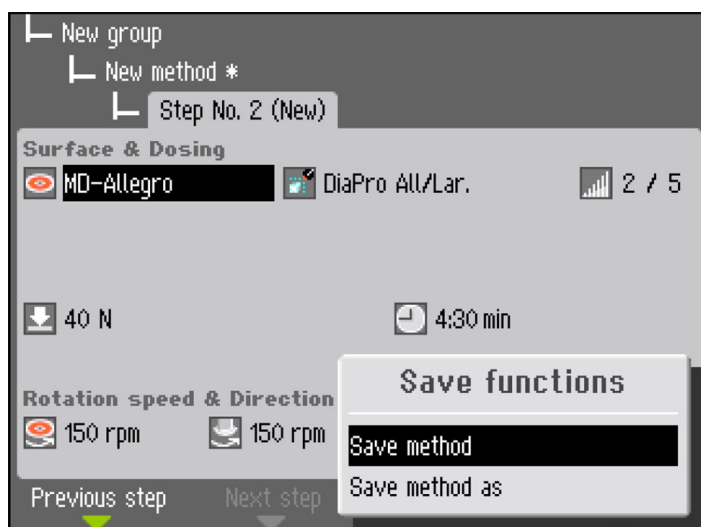 New group
New method *
Step No. 2 (New)
Surface & Dosing
MD-Allegro DiaPro All/Lar. 2 / 5
40 N 4:30 min
Rotation speed & Direction
150 rpm 150 rpm
Save functions
Save method
Save method as
Previous step Next step